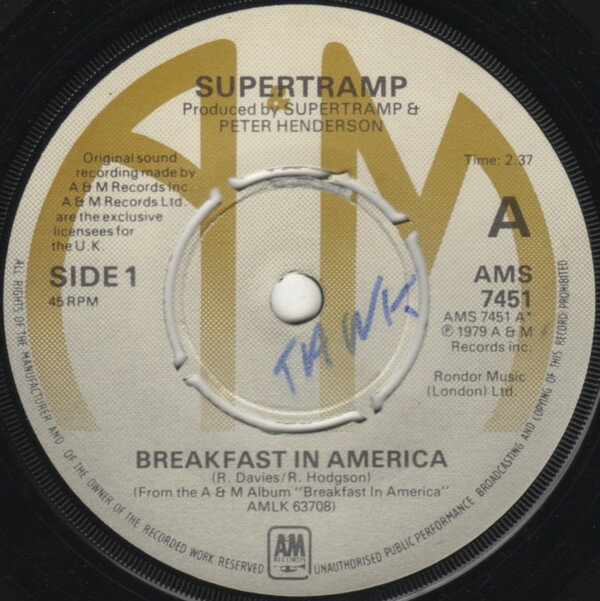 SUPERTRAMP
Produced by SUPERTRAMP &
PETER HENDERSON
Original sound
recording made by
A & M Records Inc.
A & M Records Ltd.
are the exclusive
licensees for
the U.K.
Time: 2.37
A
SIDE 1
45 RPM
AMS
7451
AMS 7451 A*
℗ 1979 A & M
Records inc.
Rondor Music
(London) Ltd.
TAWK
BREAKFAST IN AMERICA
(R. Davies/R. Hodgson)
(From the A & M Album "Breakfast In America"
AMLK 63708)
AM
RECORDS
ALL RIGHTS OF THE MANUFACTURER AND OF THE OWNER OF THE RECORDED WORK RESERVED
UNAUTHORISED PUBLIC PERFORMANCE BROADCASTING AND COPYING OF THIS RECORD PROHIBITED